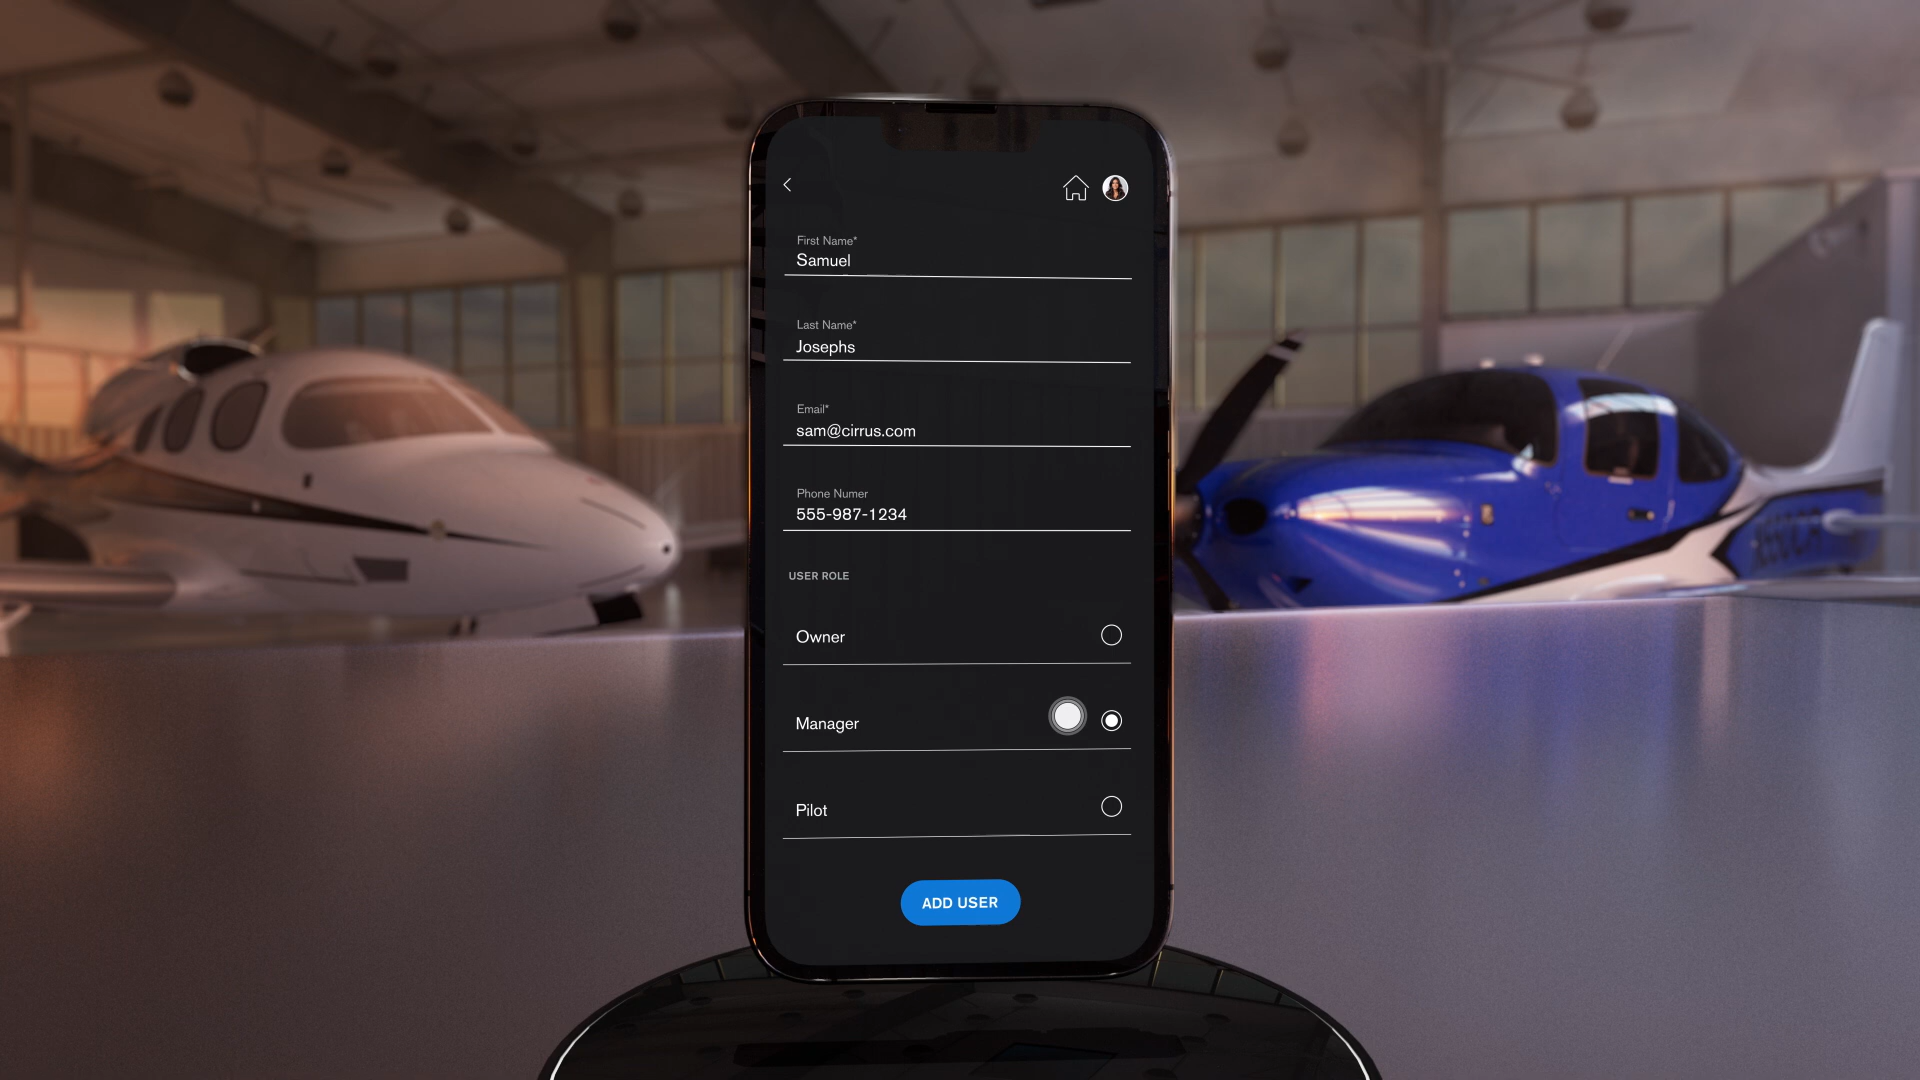 First Name*
Samuel
Last Name*
Josephs
Email*
sam@cirrus.com
Phone Numer
555-987-1234
USER ROLE
Owner
Manager
Pilot
ADD USER